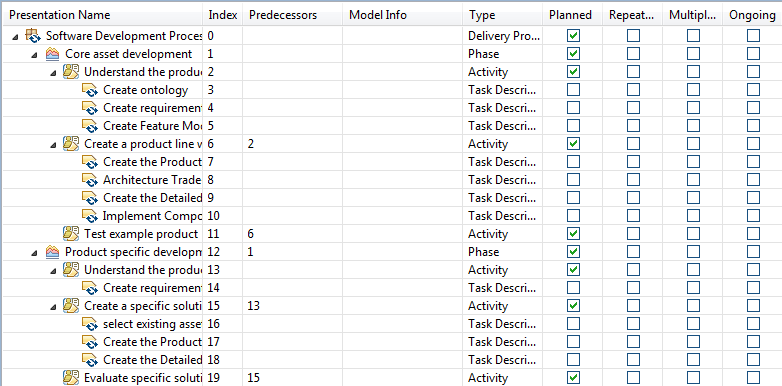 Presentation Name Index Predecessors Model Info Type Planned Repeat... Multipl... Ongoing
Software Development Proces 0 Delivery Pro...
Core asset development 1 Phase
Understand the produc 2 Activity
Create ontology 3 Task Descri...
Create requirement 4 Task Descri...
Create Feature Mo 5 Task Descri...
Create a product line w 6 2 Activity
Create the Product 7 Task Descri...
Architecture Trade 8 Task Descri...
Create the Detailed 9 Task Descri...
Implement Compo 10 Task Descri...
Test example product 11 6 Activity
Product specific developm 12 1 Phase
Understand the produc 13 Activity
Create requirement 14 Task Descri...
Create a specific soluti 15 13 Activity
select existing asse 16 Task Descri...
Create the Product 17 Task Descri...
Create the Detailed 18 Task Descri...
Evaluate specific soluti 19 15 Activity